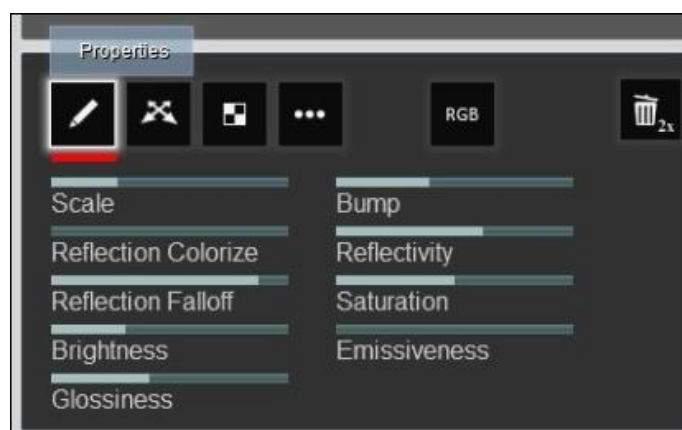 Properties
RGB
2x
Scale
Bump
Reflection Colorize
Reflectivity
Reflection Falloff
Saturation
Brightness
Emissiveness
Glossiness